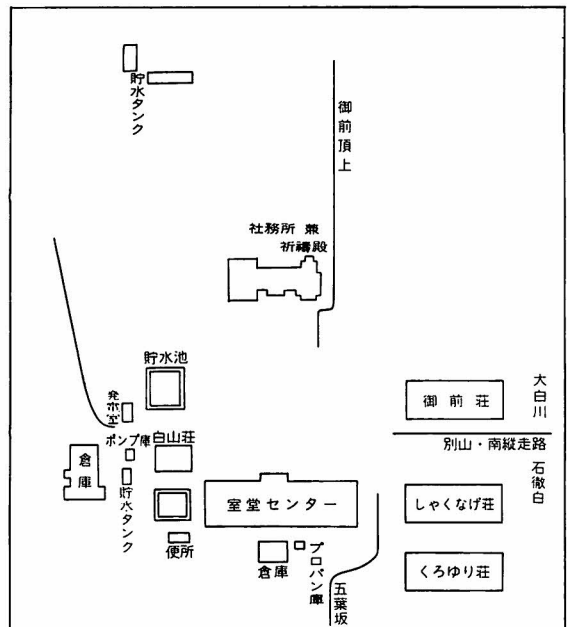 貯水タンク
御前頂上
社務所 兼
祈禱殿
貯水池
発電室
ポンプ庫
白山荘
倉庫
貯水タンク
便所
室堂センター
倉庫
プロパン庫
五葉坂
御前荘
大白川
別山・南縦走路
石徹白
しゃくなげ荘
くろゆり荘